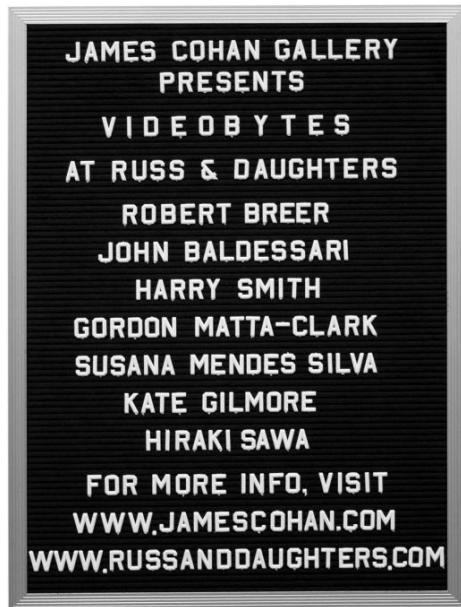 JAMES COHAN GALLERY
PRESENTS
VIDEOBYTES
AT RUSS & DAUGHTERS
ROBERT BREER
JOHN BALDESSARI
HARRY SMITH
GORDON MATTA-CLARK
SUSANA MENDES SILVA
KATE GILMORE
HIRAKI SAWA
FOR MORE INFO, VISIT
WWW.JAMESCOHAN.COM
WWW.RUSSANDDAUGHTERS.COM